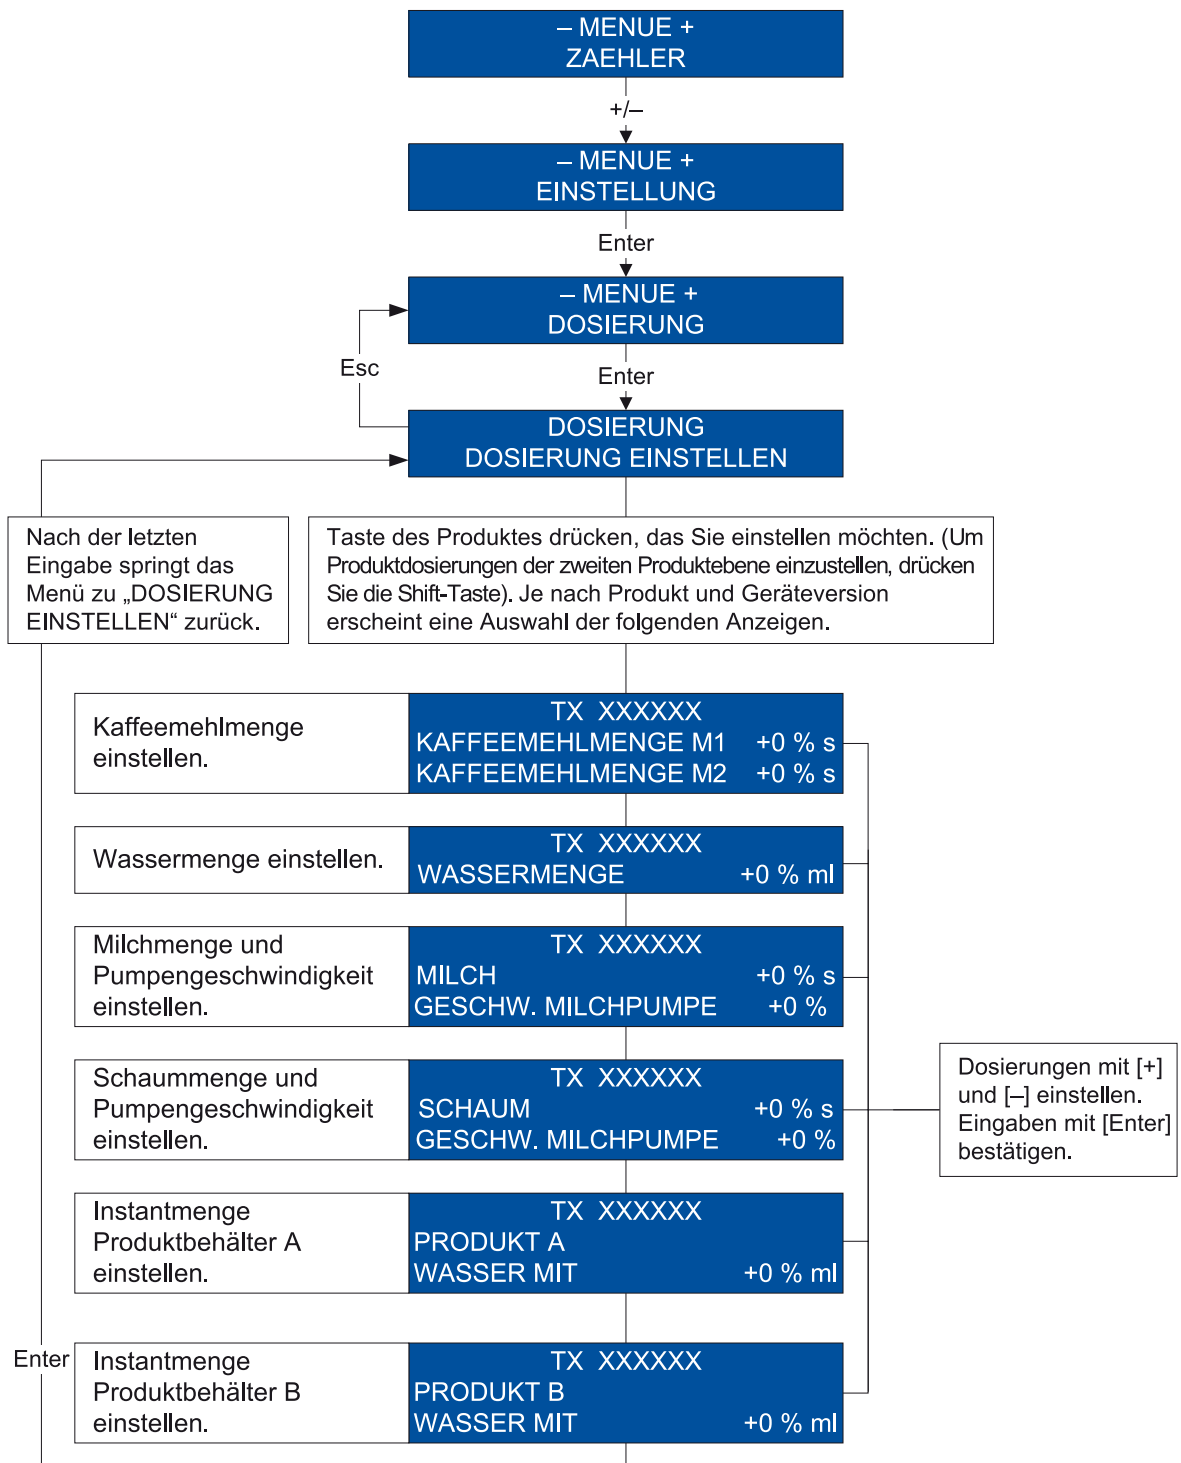 – MENUE +
ZAEHLER
+/–
– MENUE +
EINSTELLUNG
Enter
– MENUE +
DOSIERUNG
Esc
Enter
DOSIERUNG
DOSIERUNG EINSTELLEN
Nach der letzten
Eingabe springt das
Menü zu „DOSIERUNG
EINSTELLEN“ zurück.
Taste des Produktes drücken, das Sie einstellen möchten. (Um
Produktdosierungen der zweiten Produktebene einzustellen, drücken
Sie die Shift-Taste). Je nach Produkt und Geräteversion
erscheint eine Auswahl der folgenden Anzeigen.
Kaffeemehlmenge
einstellen.
TX XXXXXX
KAFFEEMEHLMENGE M1 +0 % s
KAFFEEMEHLMENGE M2 +0 % s
Wassermenge einstellen.
TX XXXXXX
WASSERMENGE +0 % ml
Milchmenge und
Pumpengeschwindigkeit
einstellen.
TX XXXXXX
MILCH +0 % s
GESCHW. MILCHPUMPE +0 %
Schaummenge und
Pumpengeschwindigkeit
einstellen.
TX XXXXXX
SCHAUM +0 % s
GESCHW. MILCHPUMPE +0 %
Dosierungen mit [+]
und [–] einstellen.
Eingaben mit [Enter]
bestätigen.
Instantmenge
Produktbehälter A
einstellen.
TX XXXXXX
PRODUKT A
WASSER MIT +0 % ml
Enter
Instantmenge
Produktbehälter B
einstellen.
TX XXXXXX
PRODUKT B
WASSER MIT +0 % ml